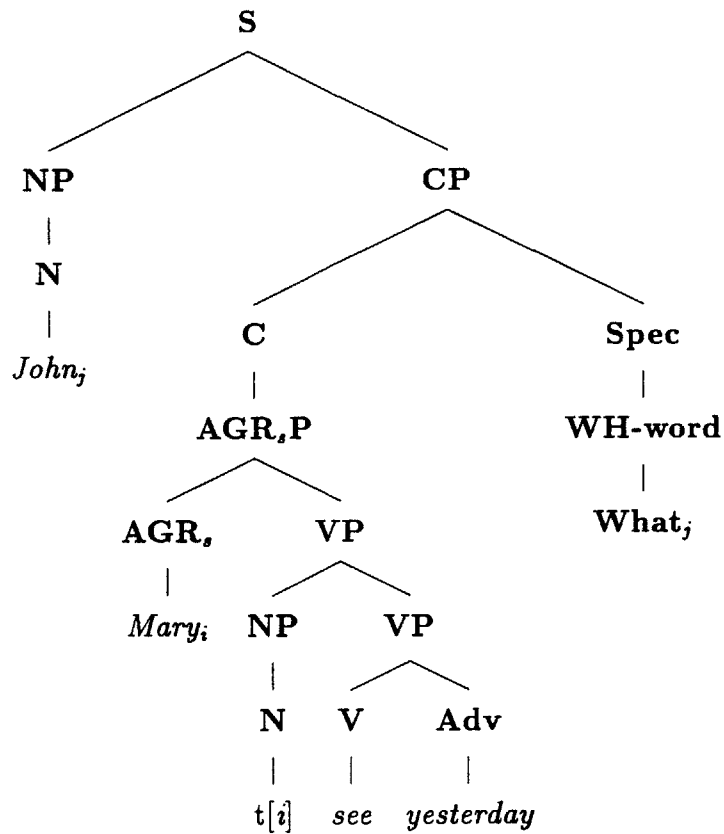 S
NP CP
N
C Spec
John_j
AGR_sP WH-word
AGR_s VP What_j
Mary_i NP VP
N V Adv
t[i] see yesterday